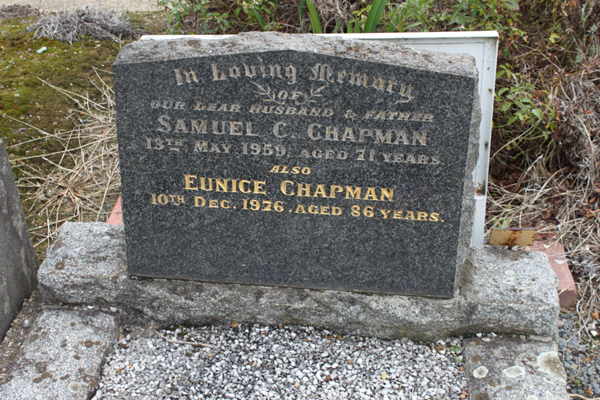 In Loving Memory
OF
OUR DEAR HUSBAND & FATHER
SAMUEL C. CHAPMAN
13TH MAY 1959, AGED 71 YEARS
ALSO
EUNICE CHAPMAN
10TH DEC. 1976, AGED 86 YEARS.